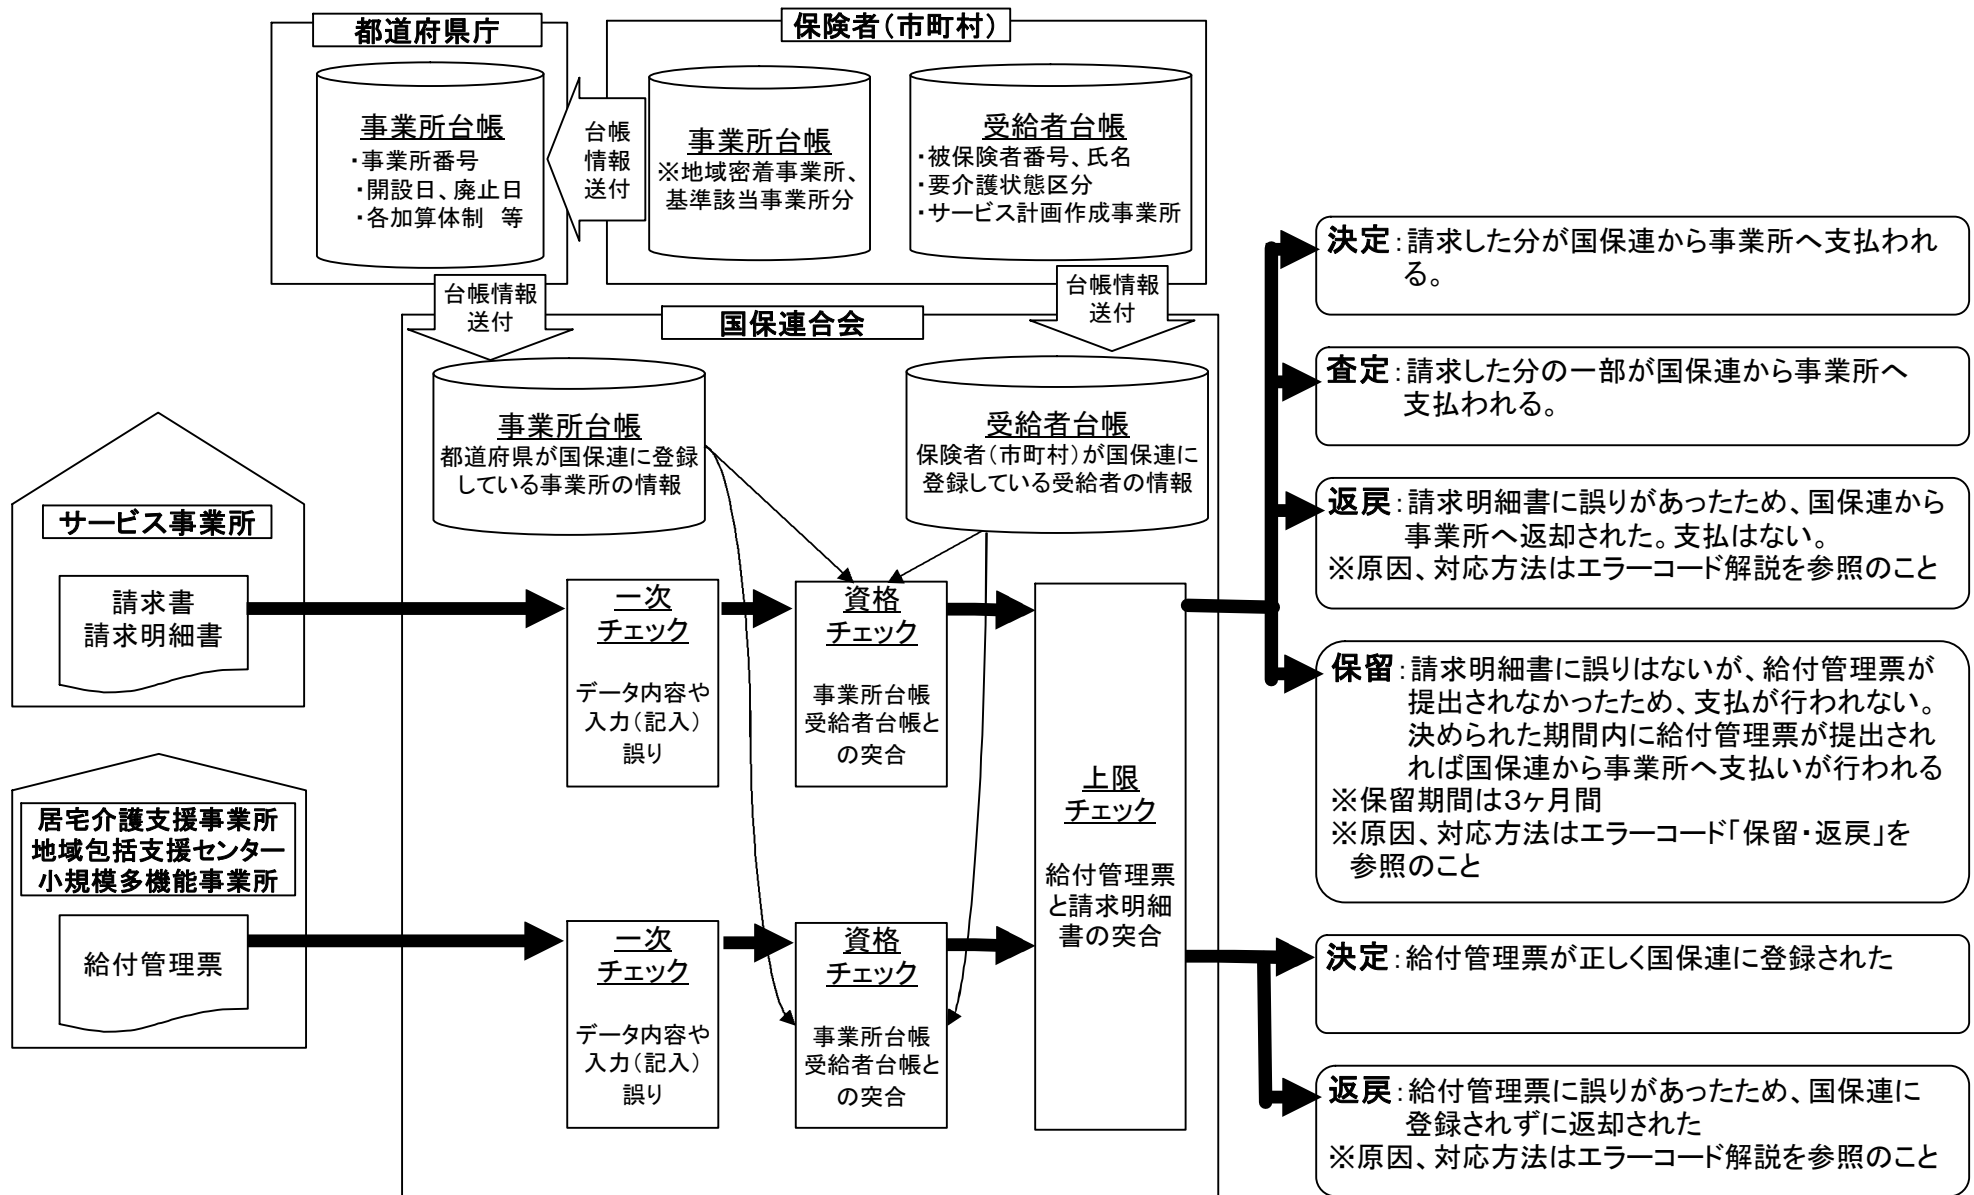 都道府県庁
事業所台帳
・事業所番号
・開設日、廃止日
・各加算体制　等
台帳
情報
送付
保険者（市町村）
事業所台帳
※地域密着事業所、
基準該当事業所分
受給者台帳
・被保険者番号、氏名
・要介護状態区分
・サービス計画作成事業所
台帳情報
送付
台帳情報
送付
国保連合会
事業所台帳
都道府県が国保連に登録
している事業所の情報
受給者台帳
保険者（市町村）が国保連に
登録している受給者の情報
サービス事業所
請求書
請求明細書
一次
チェック
データ内容や
入力（記入）
誤り
資格
チェック
事業所台帳
受給者台帳と
の突合
居宅介護支援事業所
地域包括支援センター
小規模多機能事業所
給付管理票
一次
チェック
データ内容や
入力（記入）
誤り
資格
チェック
事業所台帳
受給者台帳と
の突合
上限
チェック
給付管理票
と請求明細
書の突合
決定：請求した分が国保連から事業所へ支払われ
る。
査定：請求した分の一部が国保連から事業所へ
支払われる。
返戻：請求明細書に誤りがあったため、国保連から
事業所へ返却された。支払はない。
※原因、対応方法はエラーコード解説を参照のこと
保留：請求明細書に誤りはないが、給付管理票が
提出されなかったため、支払が行われない。
決められた期間内に給付管理票が提出され
れば国保連から事業所へ支払いが行われる
※保留期間は３ヶ月間
※原因、対応方法はエラーコード「保留・返戻」を
参照のこと
決定：給付管理票が正しく国保連に登録された
返戻：給付管理票に誤りがあったため、国保連に
登録されずに返却された
※原因、対応方法はエラーコード解説を参照のこと